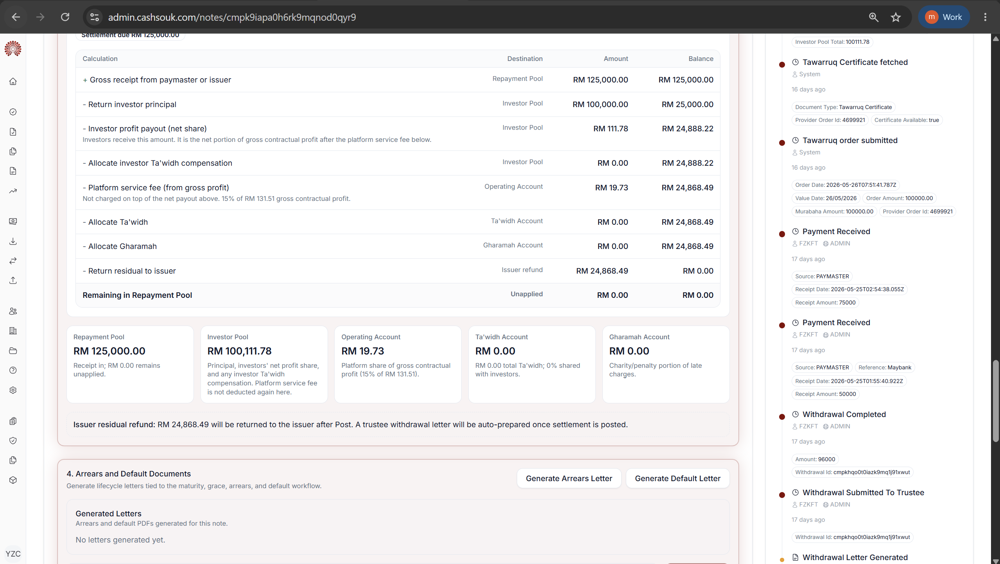 admin.cashsouk.com/notes/cmpk9iapa0h6rk9mqnod0qyr9
m Work
Settlement due RM 125,000.00
Calculation Destination Amount Balance
+ Gross receipt from paymaster or issuer Repayment Pool RM 125,000.00 RM 125,000.00
- Return investor principal Investor Pool RM 100,000.00 RM 25,000.00
- Investor profit payout (net share) Investor Pool RM 111.78 RM 24,888.22
Investors receive this amount. It is the net portion of gross contractual profit after the platform service fee below.
- Allocate investor Ta'widh compensation Investor Pool RM 0.00 RM 24,888.22
- Platform service fee (from gross profit) Operating Account RM 19.73 RM 24,868.49
Not charged on top of the net payout above. 15% of RM 131.51 gross contractual profit.
- Allocate Ta'widh Ta'widh Account RM 0.00 RM 24,868.49
- Allocate Gharamah Gharamah Account RM 0.00 RM 24,868.49
- Return residual to issuer Issuer refund RM 24,868.49 RM 0.00
Remaining in Repayment Pool Unapplied RM 0.00 RM 0.00
Repayment Pool
RM 125,000.00
Receipt in; RM 0.00 remains
unapplied.
Investor Pool
RM 100,111.78
Principal, investors' net profit share,
and any investor Ta'widh
compensation. Platform service fee
is not deducted again here.
Operating Account
RM 19.73
Platform share of gross contractual
profit (15% of RM 131.51).
Ta'widh Account
RM 0.00
RM 0.00 total Ta'widh; 0% shared
with investors.
Gharamah Account
RM 0.00
Charity/penalty portion of late
charges.
Issuer residual refund: RM 24,868.49 will be returned to the issuer after Post. A trustee withdrawal letter will be auto-prepared once settlement is posted.
4. Arrears and Default Documents
Generate lifecycle letters tied to the maturity, grace, arrears, and default workflow.
Generate Arrears Letter
Generate Default Letter
Generated Letters
Arrears and default PDFs generated for this note.
No letters generated yet.
YZC
Investor Pool Total: 100111.78
Tawarruq Certificate fetched
System
16 days ago
Document Type: Tawarruq Certificate
Provider Order Id: 4699921 Certificate Available: true
Tawarruq order submitted
System
16 days ago
Order Date: 2026-05-26T07:51:41.787Z
Value Date: 26/05/2026 Order Amount: 100000.00
Murabaha Amount: 100000.00 Provider Order Id: 4699921
Payment Received
FZKFT ADMIN
17 days ago
Source: PAYMASTER
Receipt Date: 2026-05-25T02:54:38.055Z
Receipt Amount: 75000
Payment Received
FZKFT ADMIN
17 days ago
Source: PAYMASTER Reference: Maybank
Receipt Date: 2026-05-25T01:55:40.922Z
Receipt Amount: 50000
Withdrawal Completed
FZKFT ADMIN
17 days ago
Amount: 96000
Withdrawal Id: cmpkhqo0t0iazk9mq1j91xwut
Withdrawal Submitted To Trustee
FZKFT ADMIN
17 days ago
Withdrawal Id: cmpkhqo0t0iazk9mq1j91xwut
Withdrawal Letter Generated